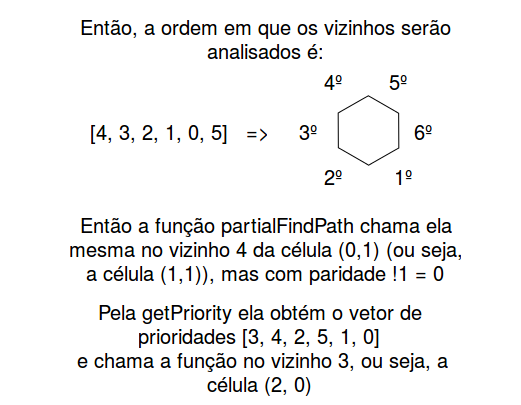 Então, a ordem em que os vizinhos serão
analisados é:
4º 5º
[4, 3, 2, 1, 0, 5] => 3º 6º
2º 1º
Então a função partialFindPath chama ela
mesma no vizinho 4 da célula (0,1) (ou seja,
a célula (1,1)), mas com paridade !1 = 0
Pela getPriority ela obtém o vetor de
prioridades [3, 4, 2, 5, 1, 0]
e chama a função no vizinho 3, ou seja, a
célula (2, 0)